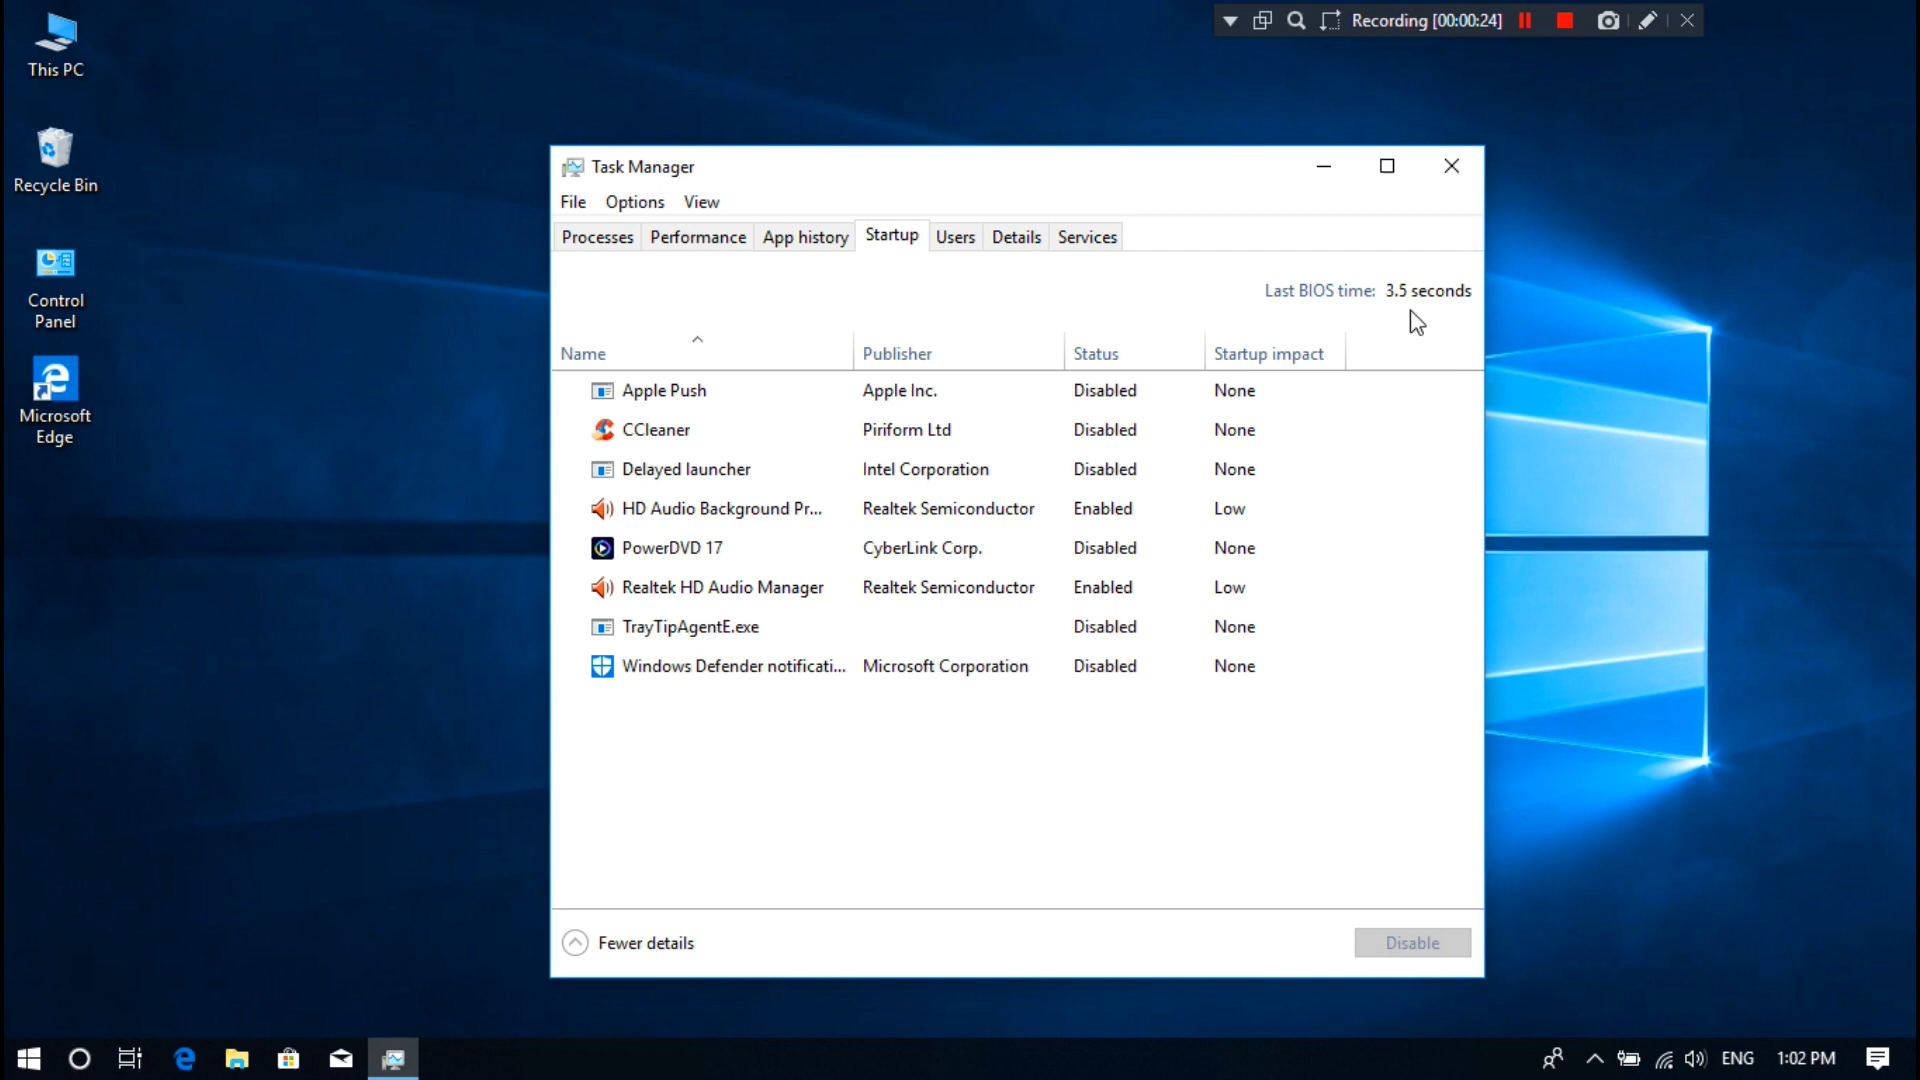 Recording [00:00:24]
This PC
Recycle Bin
Control
Panel
Microsoft
Edge
Task Manager
File Options View
Processes Performance App history Startup Users Details Services
Last BIOS time: 3.5 seconds
Name Publisher Status Startup impact
Apple Push Apple Inc. Disabled None
CCleaner Piriform Ltd Disabled None
Delayed launcher Intel Corporation Disabled None
HD Audio Background Pr... Realtek Semiconductor Enabled Low
PowerDVD 17 CyberLink Corp. Disabled None
Realtek HD Audio Manager Realtek Semiconductor Enabled Low
TrayTipAgentE.exe Disabled None
Windows Defender notificati... Microsoft Corporation Disabled None
Fewer details Disable
ENG 1:02 PM